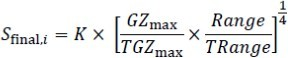 S_final,i = K × [GZ_max / TGZ_max × Range / TRange]^(1/4)